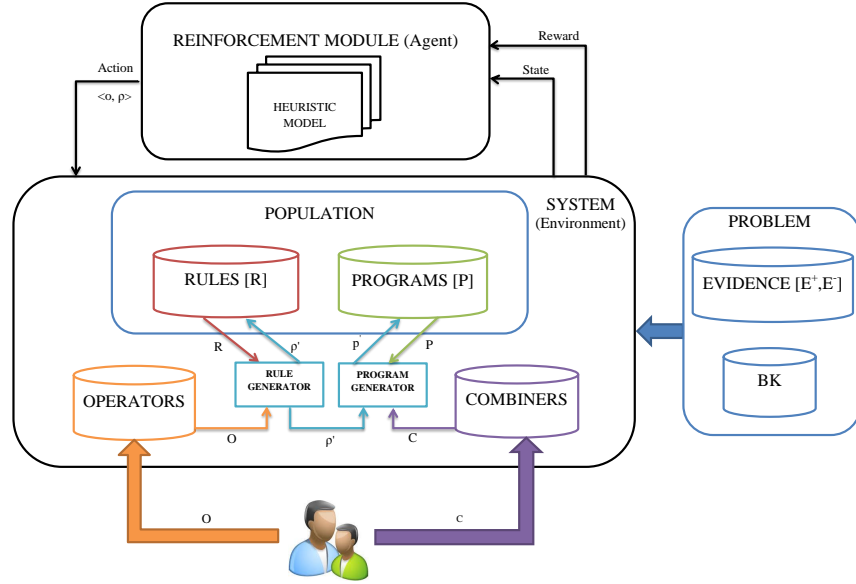 REINFORCEMENT MODULE (Agent)
Reward
State
Action
<o, ρ>
HEURISTIC
MODEL
SYSTEM
(Environment)
POPULATION
PROBLEM
RULES [R]
PROGRAMS [P]
EVIDENCE [E⁺,E⁻]
R
ρ'
p'
P
RULE
GENERATOR
PROGRAM
GENERATOR
BK
OPERATORS
COMBINERS
O
ρ'
C
O
C